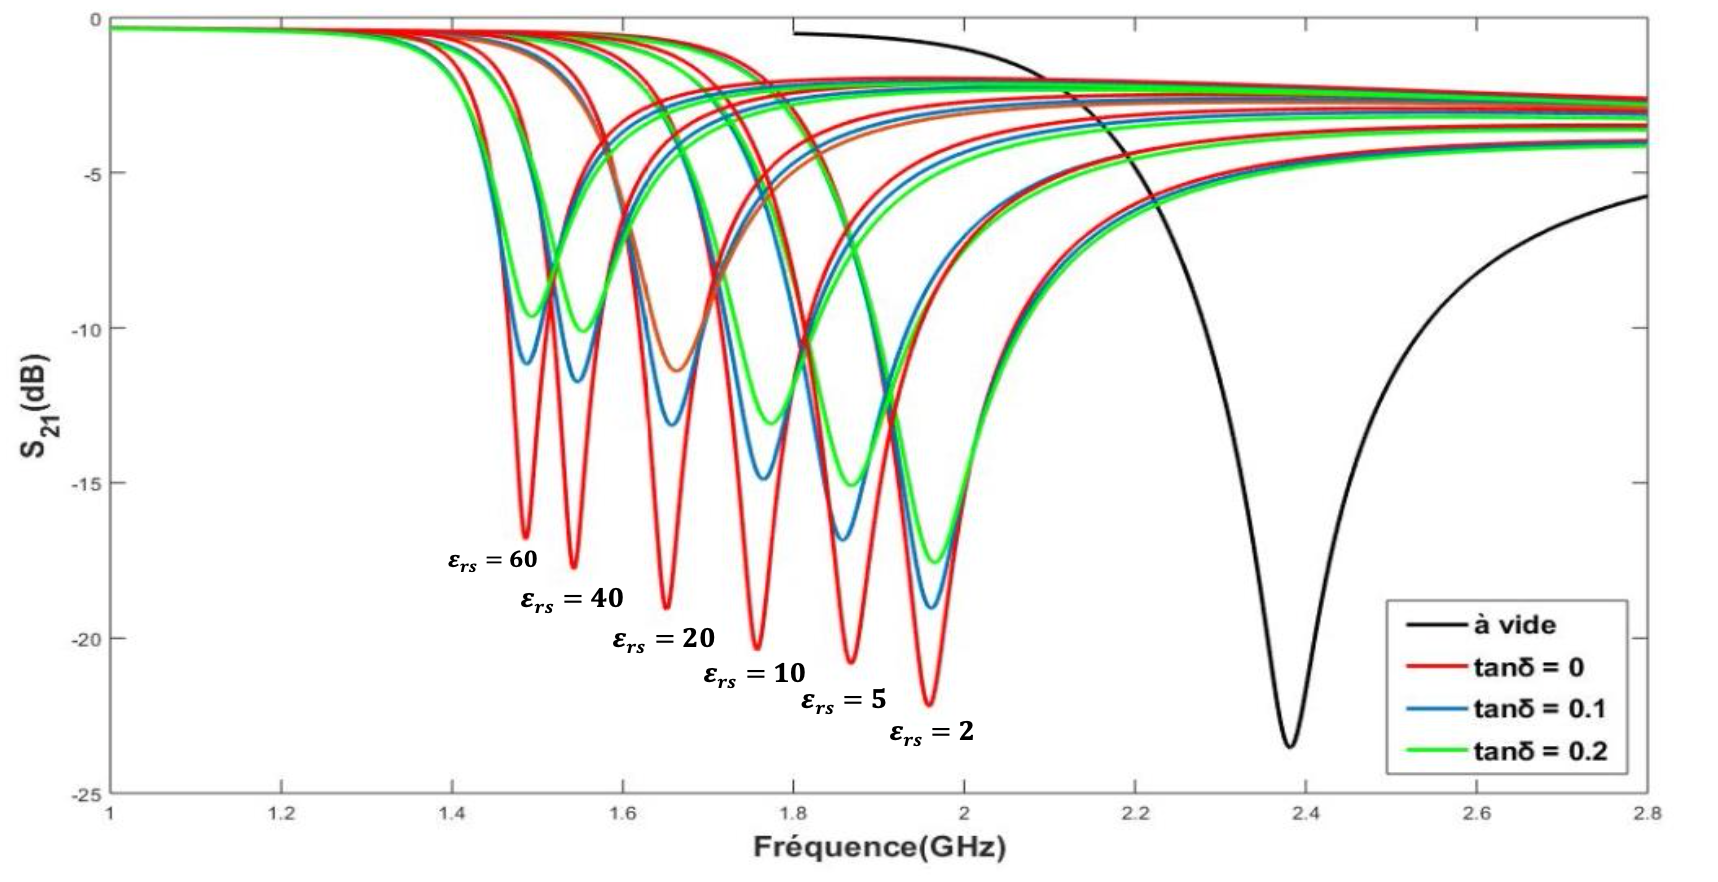 0
-5
-10
-15
-20
-25
S21(dB)
1
1.2
1.4
1.6
1.8
2
2.2
2.4
2.6
2.8
Fréquence(GHz)
εrs = 60
εrs = 40
εrs = 20
εrs = 10
εrs = 5
εrs = 2
à vide
tanδ = 0
tanδ = 0.1
tanδ = 0.2